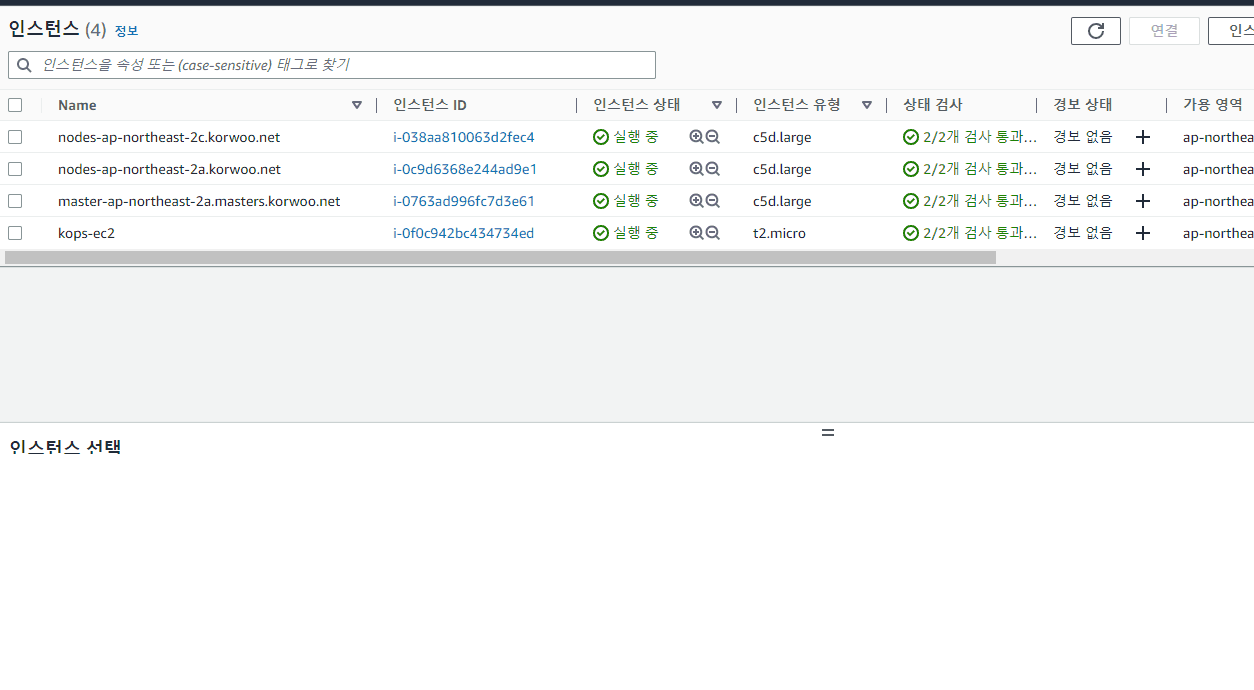 인스턴스 (4) 정보
연결
인스
인스턴스을 속성 또는 (case-sensitive) 태그로 찾기
Name 인스턴스 ID 인스턴스 상태 인스턴스 유형 상태 검사 경보 상태 가용 영역
nodes-ap-northeast-2c.korwoo.net i-038aa810063d2fec4 실행 중 c5d.large 2/2개 검사 통과... 경보 없음 ap-northea
nodes-ap-northeast-2a.korwoo.net i-0c9d6368e244ad9e1 실행 중 c5d.large 2/2개 검사 통과... 경보 없음 ap-northea
master-ap-northeast-2a.masters.korwoo.net i-0763ad996fc7d3e61 실행 중 c5d.large 2/2개 검사 통과... 경보 없음 ap-northea
kops-ec2 i-0f0c942bc434734ed 실행 중 t2.micro 2/2개 검사 통과... 경보 없음 ap-northea
인스턴스 선택